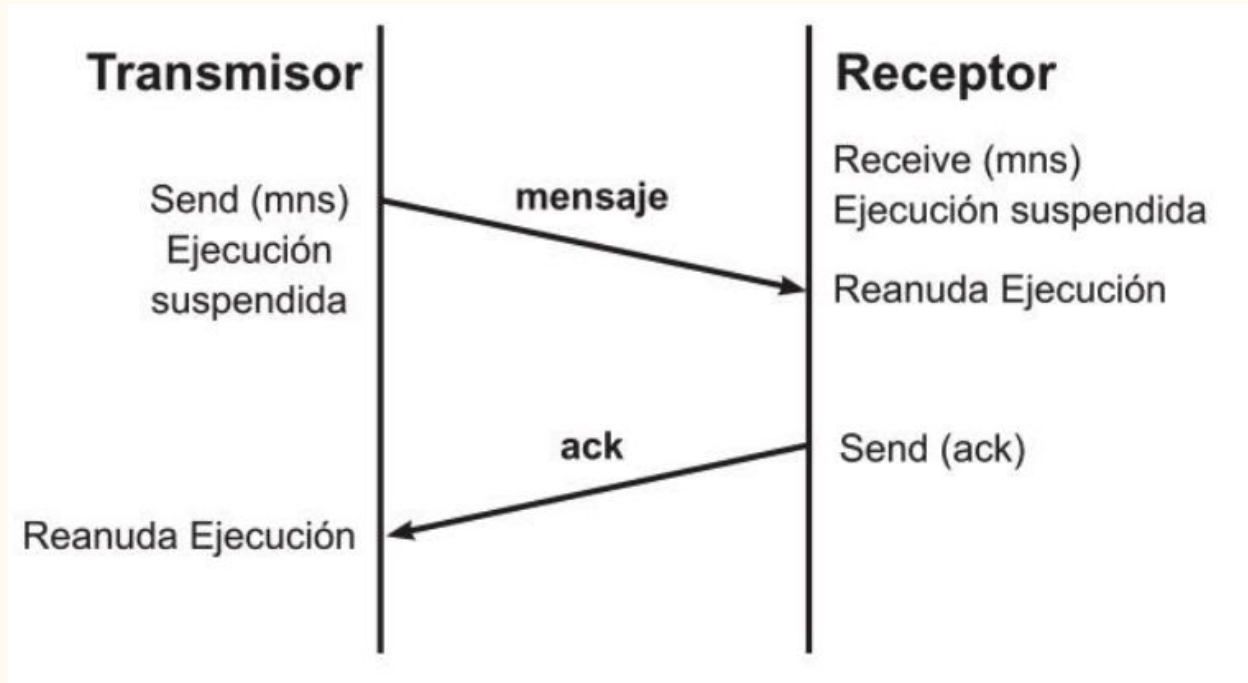 Transmisor
Receptor
Receive (mns)
Send (mns)
mensaje
Ejecución suspendida
Ejecución
suspendida
Reanuda Ejecución
ack
Send (ack)
Reanuda Ejecución